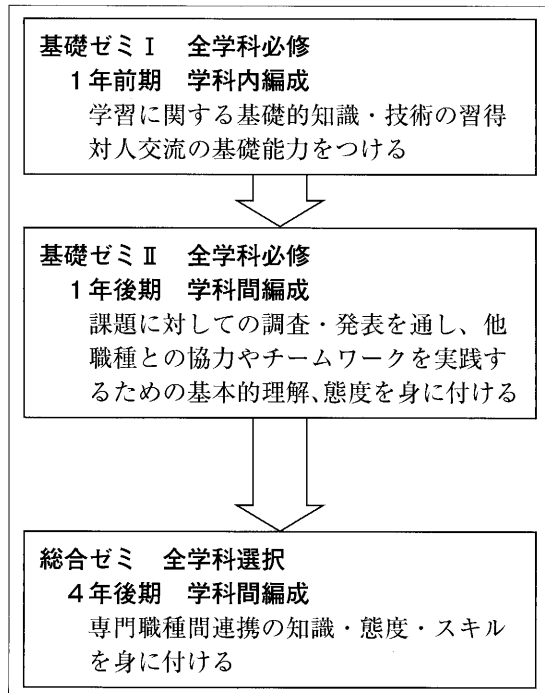 基礎ゼミⅠ　全学科必修
1年前期　学科内編成
学習に関する基礎的知識・技術の習得
対人交流の基礎能力をつける
基礎ゼミⅡ　全学科必修
1年後期　学科間編成
課題に対しての調査・発表を通し、他
職種との協力やチームワークを実践す
るための基本的理解、態度を身に付ける
総合ゼミ　全学科選択
4年後期　学科間編成
専門職種間連携の知識・態度・スキル
を身に付ける